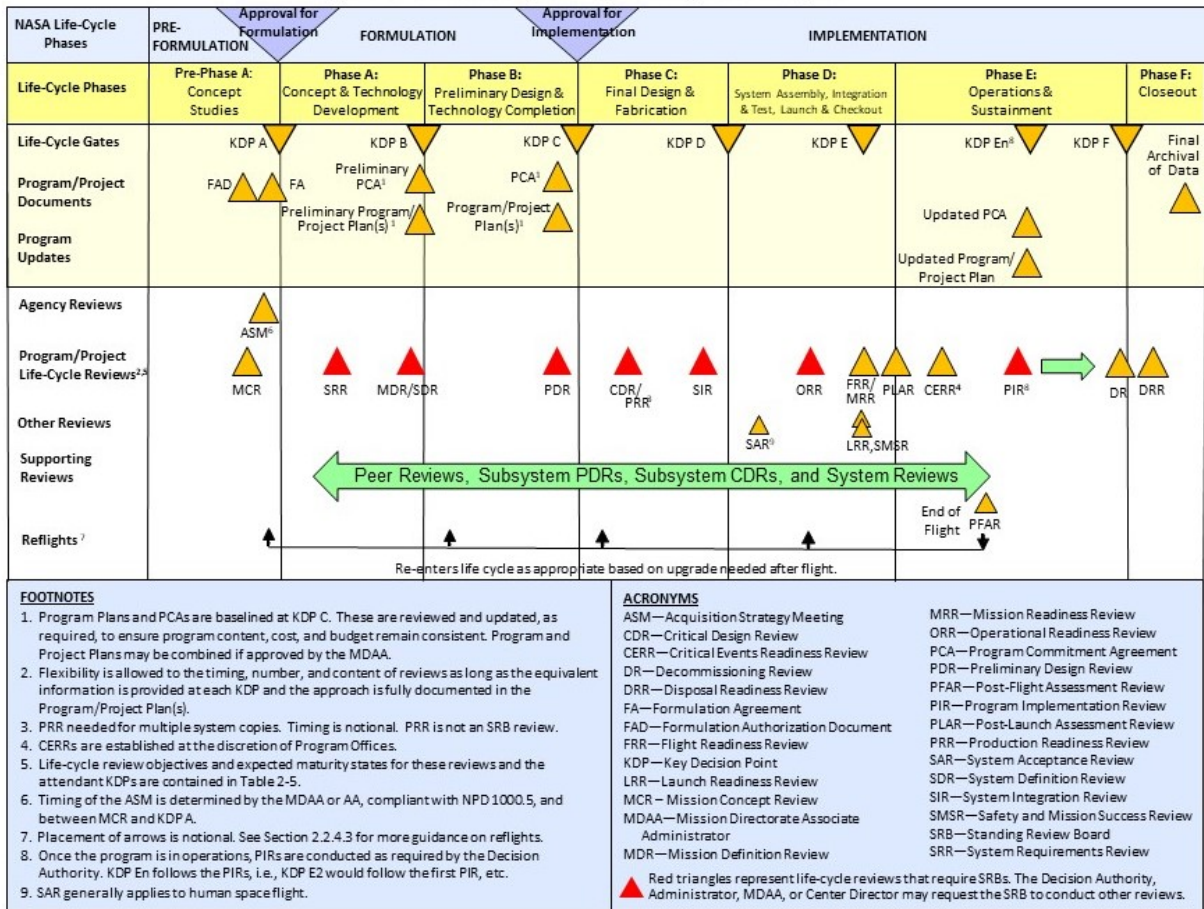 NASA Life-Cycle
Phases
PRE-
FORMULATION
Approval for
Formulation
FORMULATION
Approval for
Implementation
IMPLEMENTATION
Life-Cycle Phases
Pre-Phase A:
Concept
Studies
Phase A:
Concept & Technology
Development
Phase B:
Preliminary Design &
Technology Completion
Phase C:
Final Design &
Fabrication
Phase D:
System Assembly, Integration
& Test, Launch & Checkout
Phase E:
Operations &
Sustainment
Phase F:
Closeout
Life-Cycle Gates
KDP A
KDP B
KDP C
KDP D
KDP E
KDP En⁸
KDP F
Final
Archival
of Data
Program/Project
Documents
FAD
FA
Preliminary
PCA¹
PCA¹
Preliminary Program/
Project Plan(s) ¹
Program/Project
Plan(s)¹
Program
Updates
Updated PCA
Updated Program/
Project Plan
Agency Reviews
ASM⁶
Program/Project
Life-Cycle Reviews²,⁵
MCR
SRR
MDR/SDR
PDR
CDR/
PRR³
SIR
ORR
FRR/
MRR
PLAR
CERR⁴
PIR⁸
DR
DRR
Other Reviews
SAR⁹
LRR,SMSR
Supporting
Reviews
Peer Reviews, Subsystem PDRs, Subsystem CDRs, and System Reviews
End of
Flight
PFAR
Reflights ⁷
Re-enters life cycle as appropriate based on upgrade needed after flight.
FOOTNOTES
1. Program Plans and PCAs are baselined at KDP C. These are reviewed and updated, as
required, to ensure program content, cost, and budget remain consistent. Program and
Project Plans may be combined if approved by the MDAA.
2. Flexibility is allowed to the timing, number, and content of reviews as long as the equivalent
information is provided at each KDP and the approach is fully documented in the
Program/Project Plan(s).
3. PRR needed for multiple system copies. Timing is notional. PRR is not an SRB review.
4. CERRs are established at the discretion of Program Offices.
5. Life-cycle review objectives and expected maturity states for these reviews and the
attendant KDPs are contained in Table 2-5.
6. Timing of the ASM is determined by the MDAA or AA, compliant with NPD 1000.5, and
between MCR and KDP A.
7. Placement of arrows is notional. See Section 2.2.4.3 for more guidance on reflights.
8. Once the program is in operations, PIRs are conducted as required by the Decision
Authority. KDP En follows the PIRs, i.e., KDP E2 would follow the first PIR, etc.
9. SAR generally applies to human space flight.
ACRONYMS
ASM—Acquisition Strategy Meeting
CDR—Critical Design Review
CERR—Critical Events Readiness Review
DR—Decommissioning Review
DRR—Disposal Readiness Review
FA—Formulation Agreement
FAD—Formulation Authorization Document
FRR—Flight Readiness Review
KDP—Key Decision Point
LRR—Launch Readiness Review
MCR – Mission Concept Review
MDAA—Mission Directorate Associate
Administrator
MDR—Mission Definition Review
MRR—Mission Readiness Review
ORR—Operational Readiness Review
PCA—Program Commitment Agreement
PDR—Preliminary Design Review
PFAR—Post-Flight Assessment Review
PIR—Program Implementation Review
PLAR—Post-Launch Assessment Review
PRR—Production Readiness Review
SAR—System Acceptance Review
SDR—System Definition Review
SIR—System Integration Review
SMSR—Safety and Mission Success Review
SRB—Standing Review Board
SRR—System Requirements Review
Red triangles represent life-cycle reviews that require SRBs. The Decision Authority,
Administrator, MDAA, or Center Director may request the SRB to conduct other reviews.